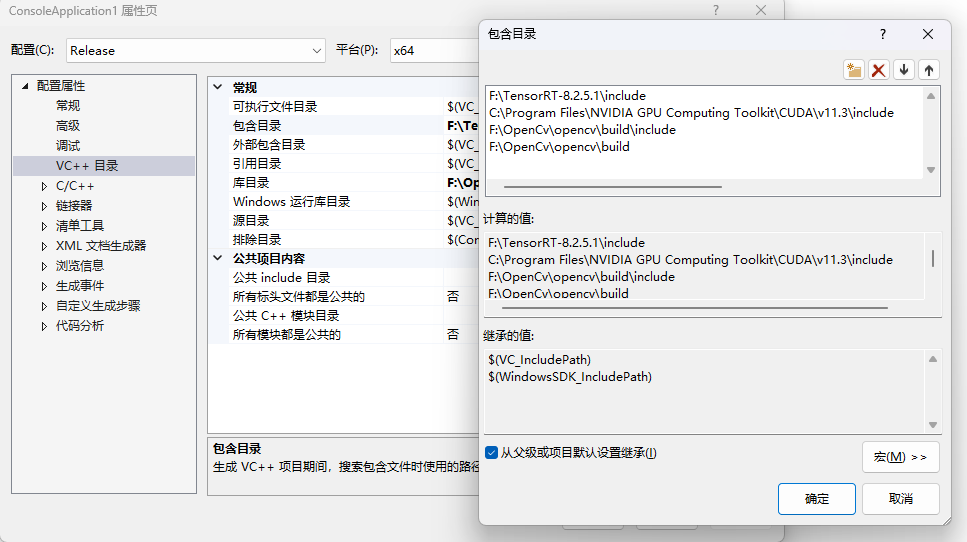 ConsoleApplication1 属性页
配置(C):
Release
平台(P):
x64
配置属性
常规
高级
调试
VC++ 目录
C/C++
链接器
清单工具
XML 文档生成器
浏览信息
生成事件
自定义生成步骤
代码分析
常规
可执行文件目录 $(VC_
包含目录 F:\Te
外部包含目录 $(VC_
引用目录 $(VC_
库目录 F:\Op
Windows 运行库目录 $(Win
源目录 $(VC_
排除目录 $(Cor
公共项目内容
公共 include 目录
所有标头文件都是公共的 否
公共 C++ 模块目录
所有模块都是公共的 否
包含目录
生成 VC++ 项目期间，搜索包含文件时使用的路径
包含目录
F:\TensorRT-8.2.5.1\include
C:\Program Files\NVIDIA GPU Computing Toolkit\CUDA\v11.3\include
F:\OpenCv\opencv\build\include
F:\OpenCv\opencv\build
计算的值:
F:\TensorRT-8.2.5.1\include
C:\Program Files\NVIDIA GPU Computing Toolkit\CUDA\v11.3\include
F:\OpenCv\opencv\build\include
F:\OpenCv\opencv\build
继承的值:
$(VC_IncludePath)
$(WindowsSDK_IncludePath)
从父级或项目默认设置继承(I)
宏(M) >>
确定
取消